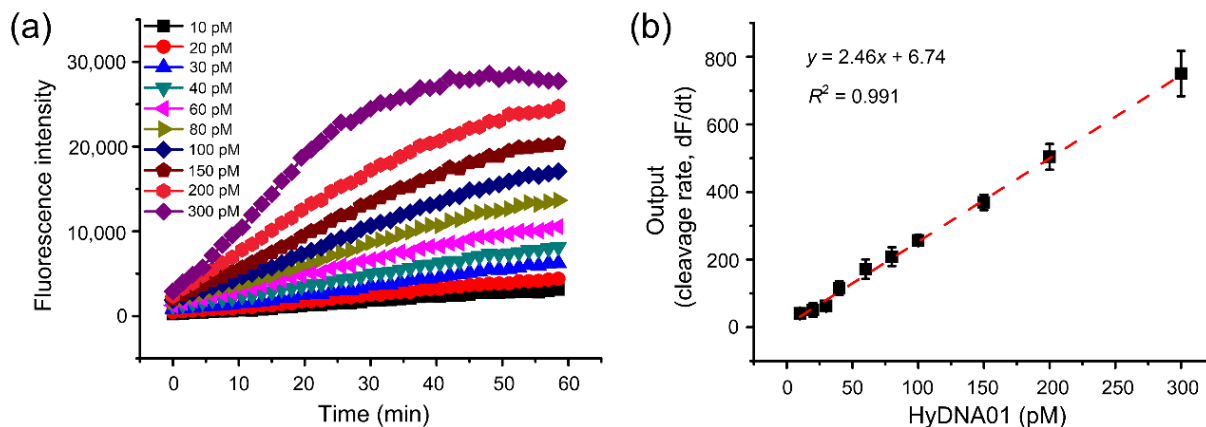 (a)
10 pM
20 pM
30 pM
40 pM
60 pM
80 pM
100 pM
150 pM
200 pM
300 pM
30,000
20,000
10,000
0
Fluorescence intensity
0 10 20 30 40 50 60
Time (min)
(b)
y = 2.46x + 6.74
R² = 0.991
800
600
400
200
0
Output
(cleavage rate, dF/dt)
0 50 100 150 200 250 300
HyDNA01 (pM)